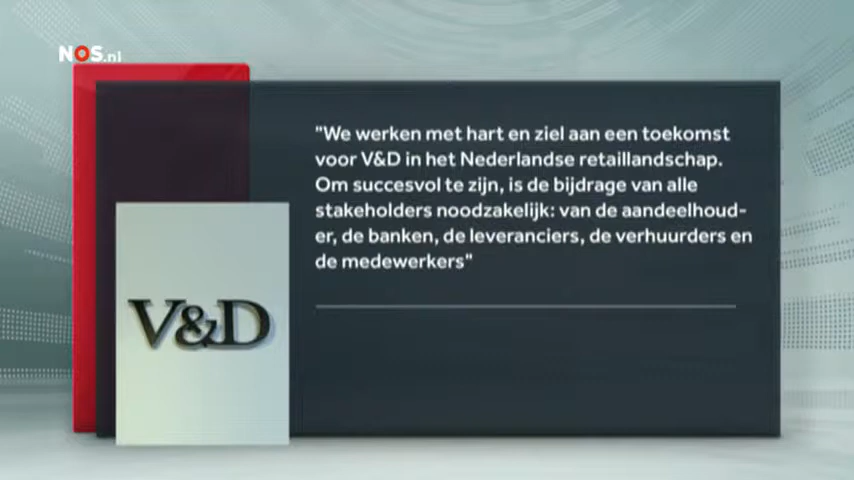 NOS.nl
"We werken met hart en ziel aan een toekomst
voor V&D in het Nederlandse retaillandschap.
Om succesvol te zijn, is de bijdrage van alle
stakeholders noodzakelijk: van de aandeelhoud-
er, de banken, de leveranciers, de verhuurders en
de medewerkers"
V&D